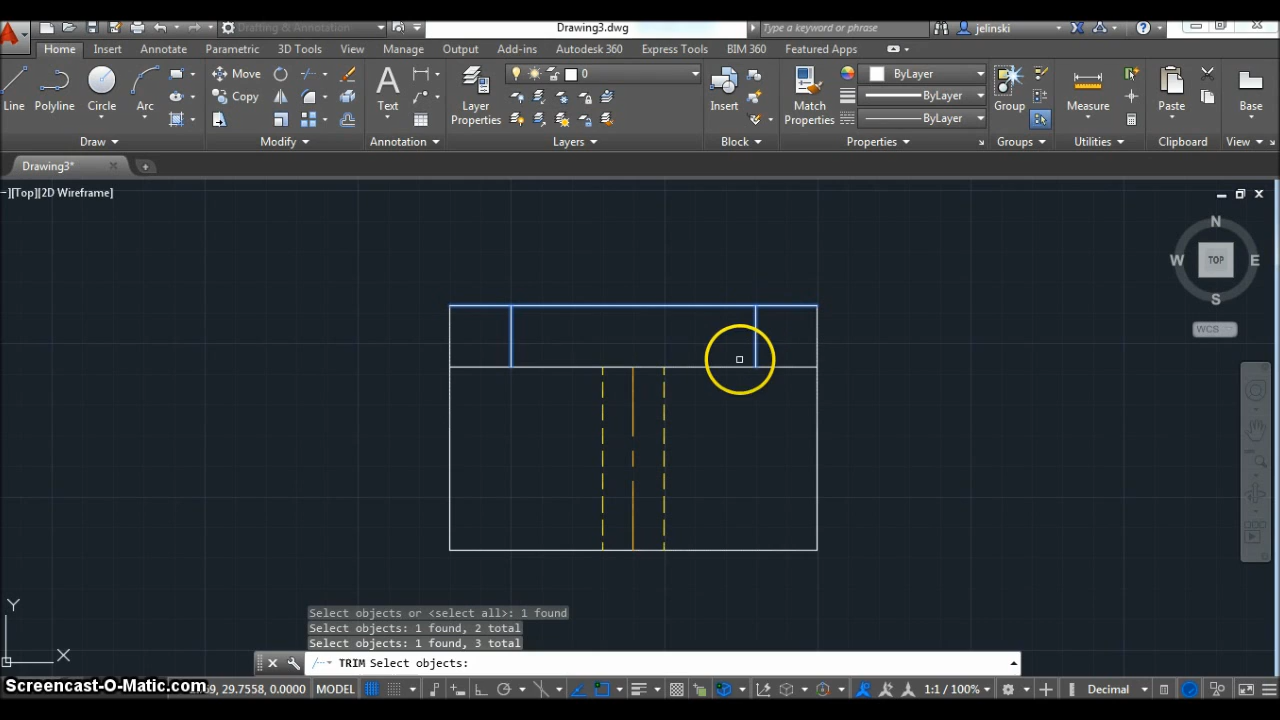 Drafting & Annotation
Drawing3.dwg
Type a keyword or phrase
jelinski
Home Insert Annotate Parametric 3D Tools View Manage Output Add-ins Autodesk 360 Express Tools BIM 360 Featured Apps
Line Polyline Circle Arc
Move
Copy
Text
Layer
Properties
0
Insert
Match
Properties
ByLayer
ByLayer
ByLayer
Group
Measure
Paste
Base
Draw Modify Annotation Layers Block Properties Groups Utilities Clipboard View
Drawing3*
–][Top][2D Wireframe]
N
W TOP E
S
WCS
Y
X
Select objects or <select all>: 1 found
Select objects: 1 found, 2 total
Select objects: 1 found, 3 total
TRIM Select objects:
Screencast-O-Matic.com
9, 29.7558, 0.0000 MODEL 1:1 / 100% Decimal